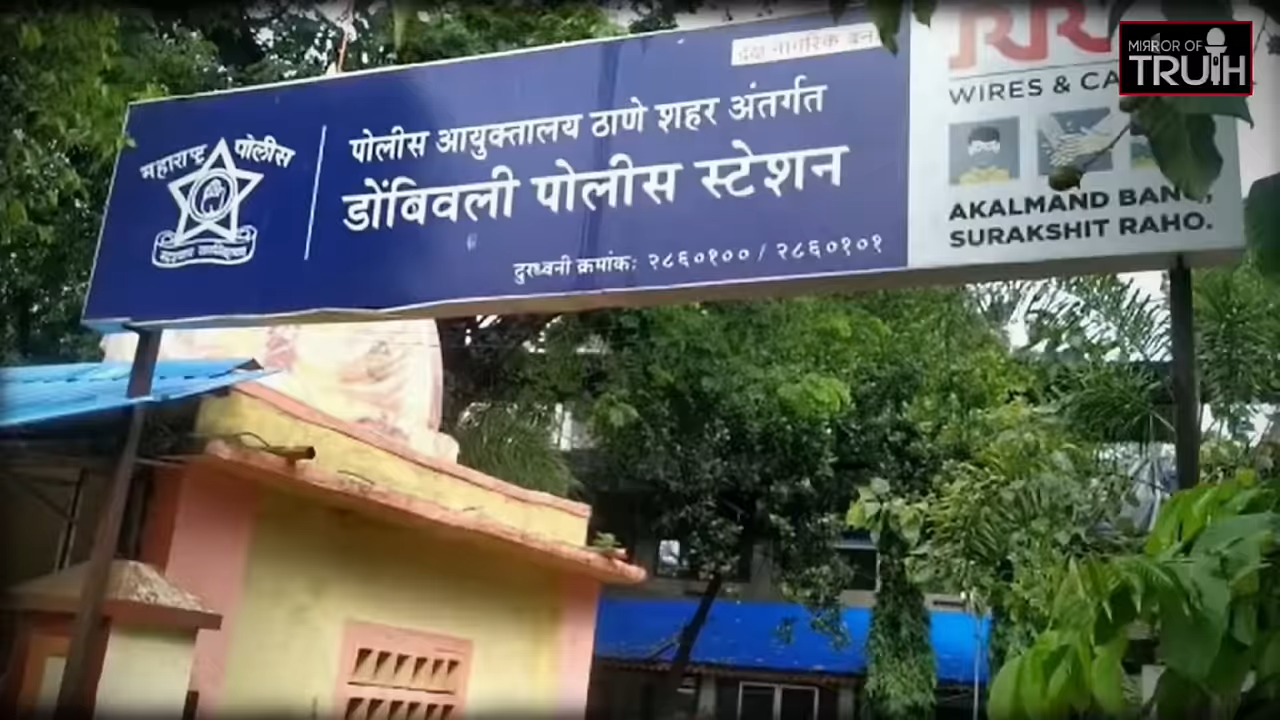 महाराष्ट्र पोलीस
नागरिक
पोलीस आयुक्तालय ठाणे शहर अंतर्गत
डोंबिवली पोलीस स्टेशन
दुरध्वनी क्रमांक: २८६०१०० / २८६०१०१
WIRES &
AKALMAND BANO,
SURAKSHIT RAHO.
MIRROR OF
TRUTH